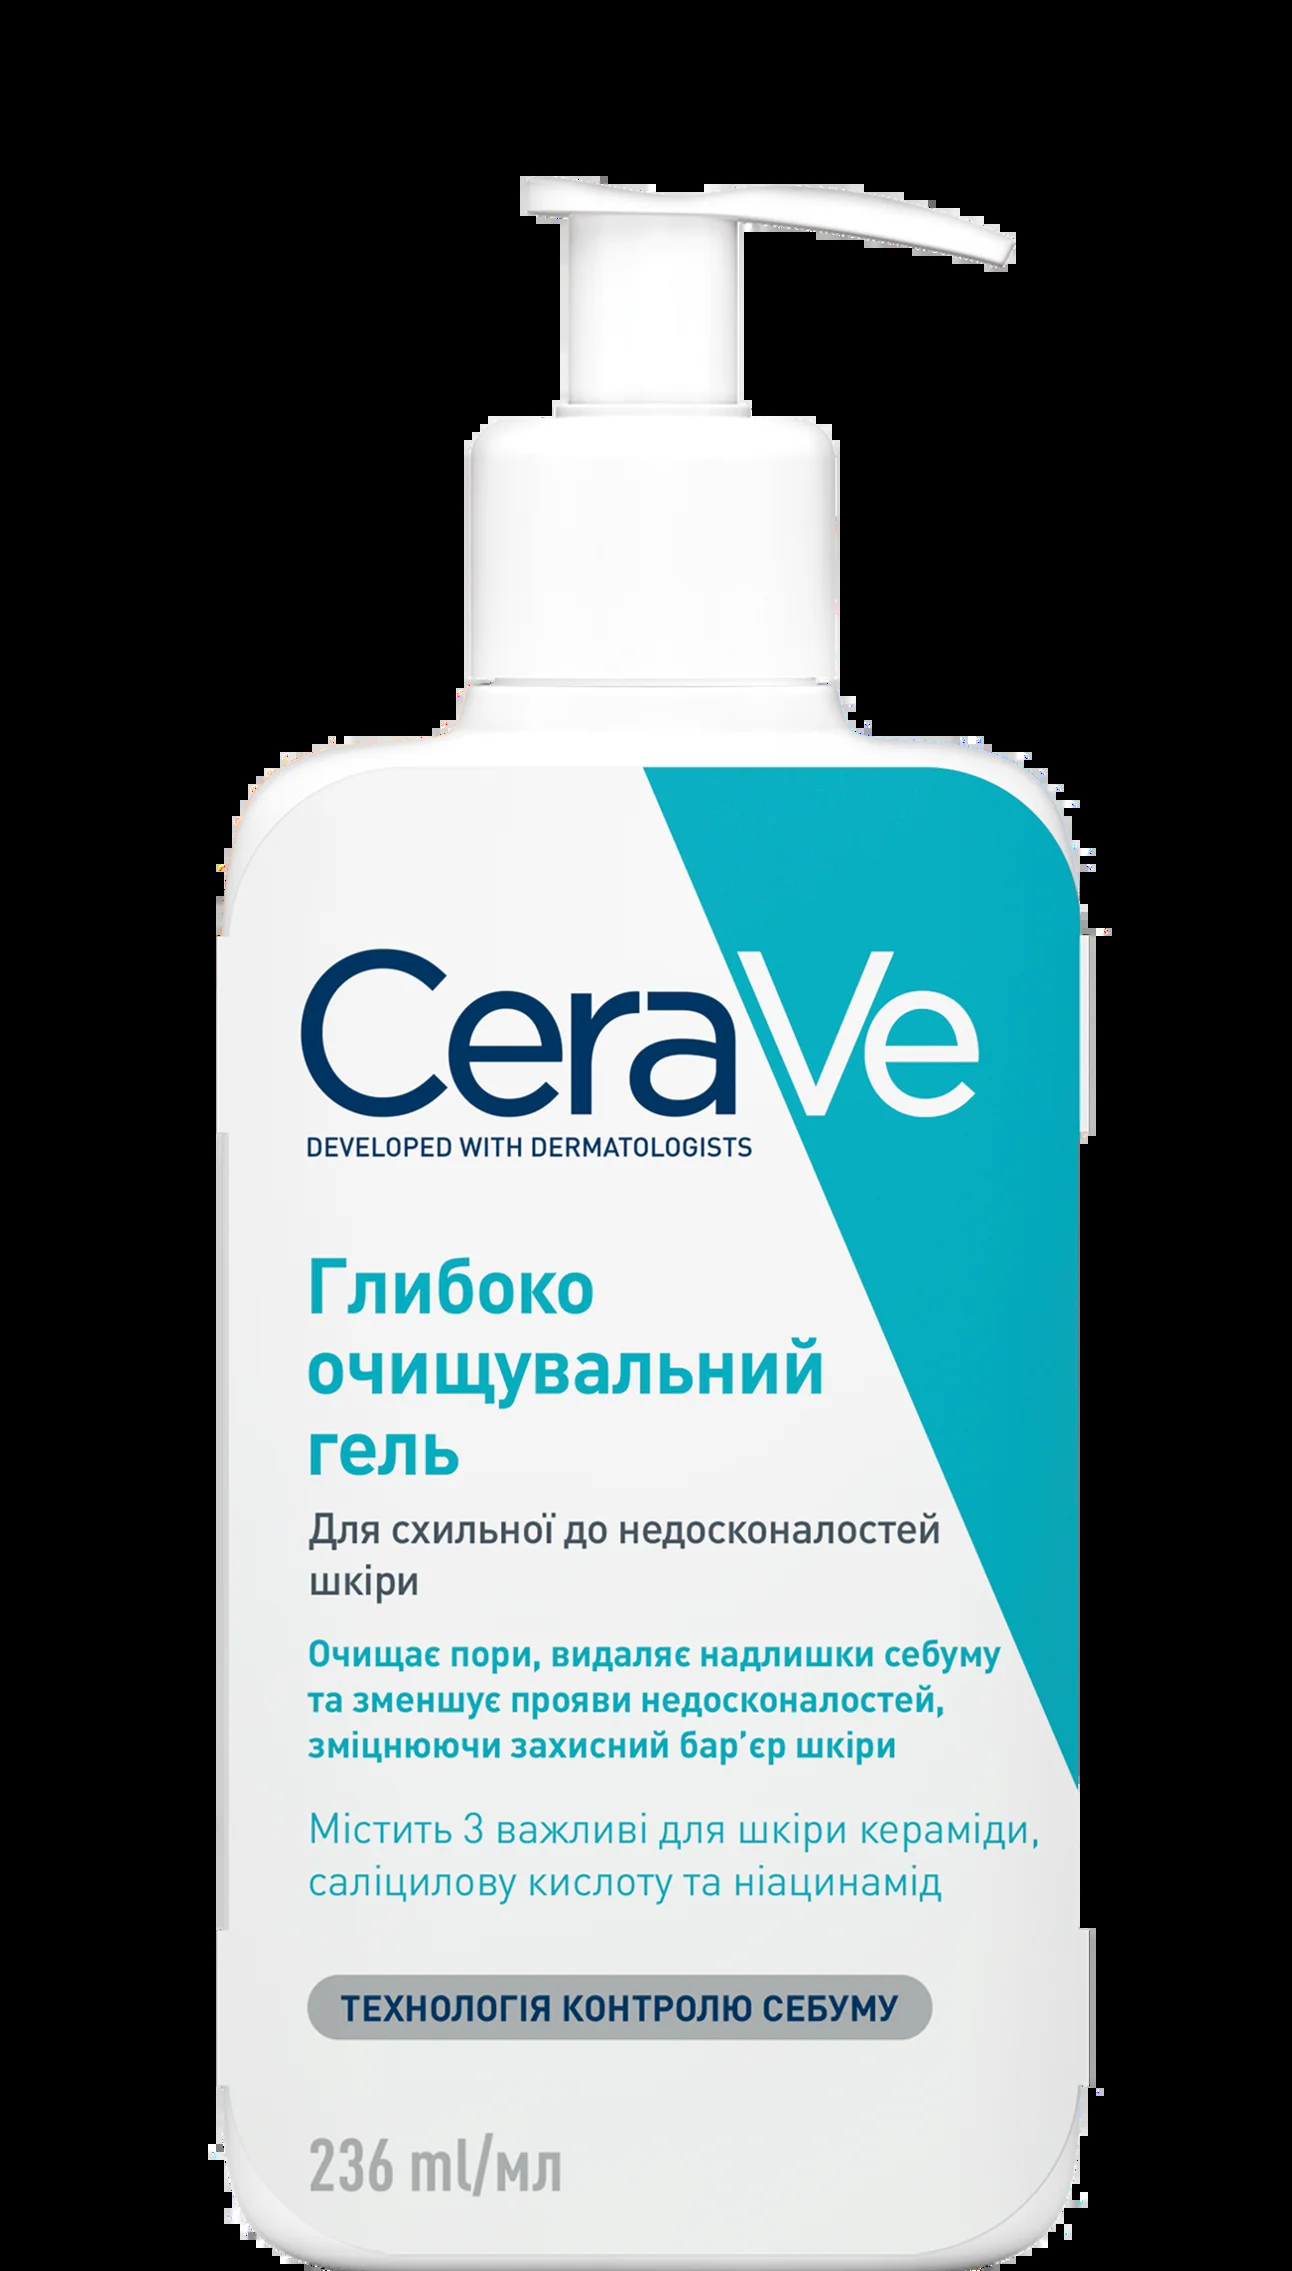 CeraVe
DEVELOPED WITH DERMATOLOGISTS
Глибоко
очищувальний
гель
Для схильної до недосконалостей
шкіри
Очищає пори, видаляє надлишки себуму
та зменшує прояви недосконалостей,
зміцнюючи захисний бар’єр шкіри
Містить 3 важливі для шкіри кераміди,
саліцилову кислоту та ніацинамід
ТЕХНОЛОГІЯ КОНТРОЛЮ СЕБУМУ
236 ml/мл